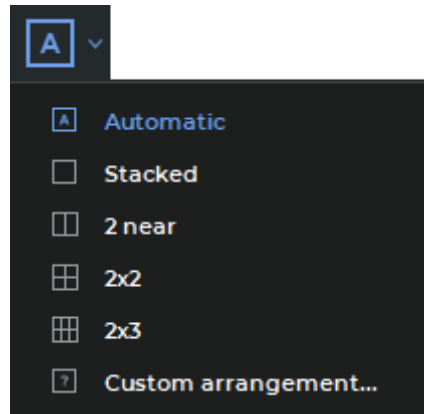 A
A Automatic
Stacked
2 near
2x2
2x3
? Custom arrangement...